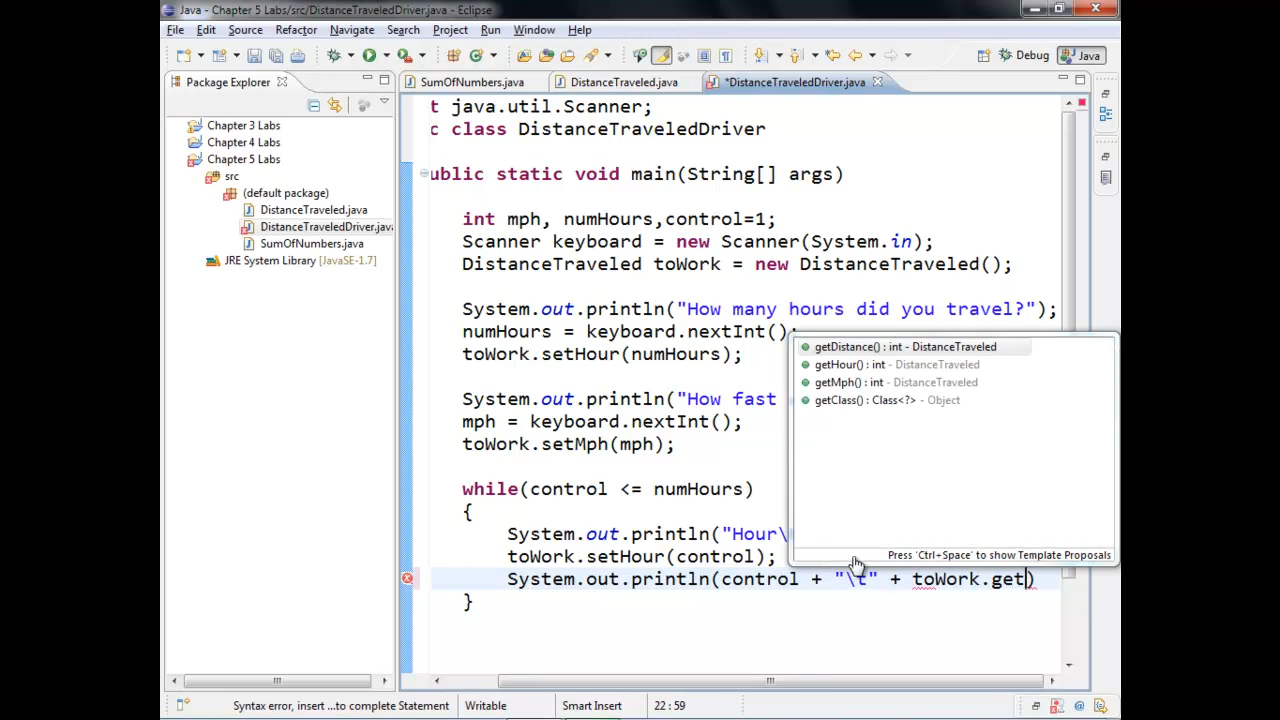 Java - Chapter 5 Labs/src/DistanceTraveledDriver.java - Eclipse
File Edit Source Refactor Navigate Search Project Run Window Help
Debug Java
Package Explorer
SumOfNumbers.java DistanceTraveled.java *DistanceTraveledDriver.java
Chapter 3 Labs
Chapter 4 Labs
Chapter 5 Labs
src
(default package)
DistanceTraveled.java
DistanceTraveledDriver.java
SumOfNumbers.java
JRE System Library [JavaSE-1.7]
t java.util.Scanner;
c class DistanceTraveledDriver
ublic static void main(String[] args)
int mph, numHours,control=1;
Scanner keyboard = new Scanner(System.in);
DistanceTraveled toWork = new DistanceTraveled();
System.out.println("How many hours did you travel?");
numHours = keyboard.nextInt();
toWork.setHour(numHours);
System.out.println("How fast
mph = keyboard.nextInt();
toWork.setMph(mph);
while(control <= numHours)
{
System.out.println("Hour\
toWork.setHour(control);
System.out.println(control + "\t" + toWork.get)
}
getDistance() : int - DistanceTraveled
getHour() : int - DistanceTraveled
getMph() : int - DistanceTraveled
getClass() : Class<?> - Object
Press 'Ctrl+Space' to show Template Proposals
Syntax error, insert ...to complete Statement Writable Smart Insert 22 : 59